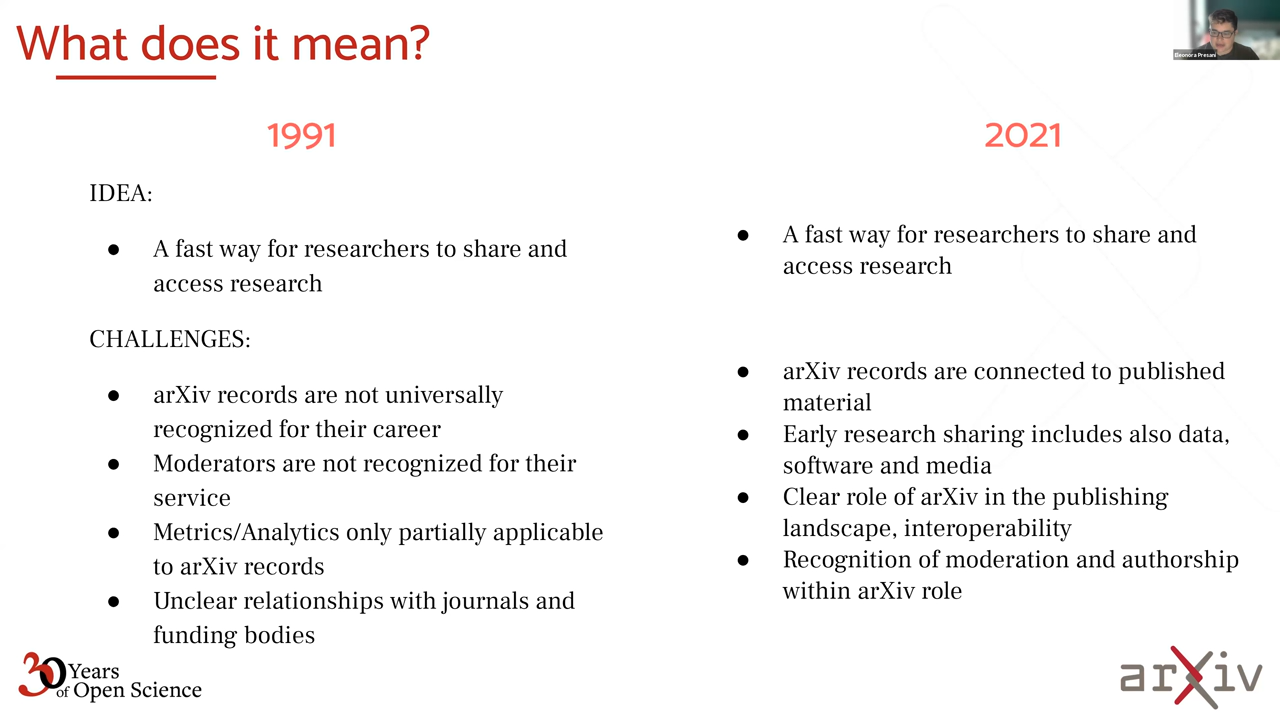 What does it mean?
Eleonora Presani
1991
IDEA:
● A fast way for researchers to share and
access research
CHALLENGES:
● arXiv records are not universally
recognized for their career
● Moderators are not recognized for their
service
● Metrics/Analytics only partially applicable
to arXiv records
● Unclear relationships with journals and
funding bodies
2021
● A fast way for researchers to share and
access research
● arXiv records are connected to published
material
● Early research sharing includes also data,
software and media
● Clear role of arXiv in the publishing
landscape, interoperability
● Recognition of moderation and authorship
within arXiv role
30 Years
of Open Science
arXiv